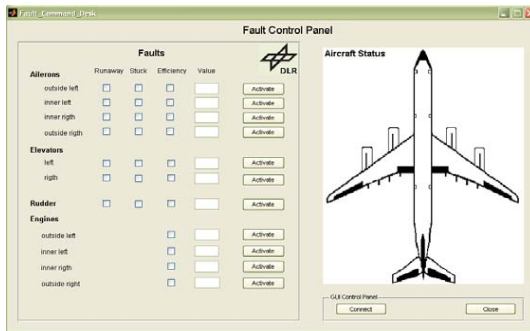 Fault_Command_Desk
Fault Control Panel
Faults
DLR
Runaway Stuck Efficiency Value
Ailerons
outside left Activate
inner left Activate
inner rigth Activate
outside rigth Activate
Elevators
left Activate
rigth Activate
Rudder Activate
Engines
outside left Activate
inner left Activate
inner rigth Activate
outside right Activate
Aircraft Status
GUI Control Panel
Connect Close